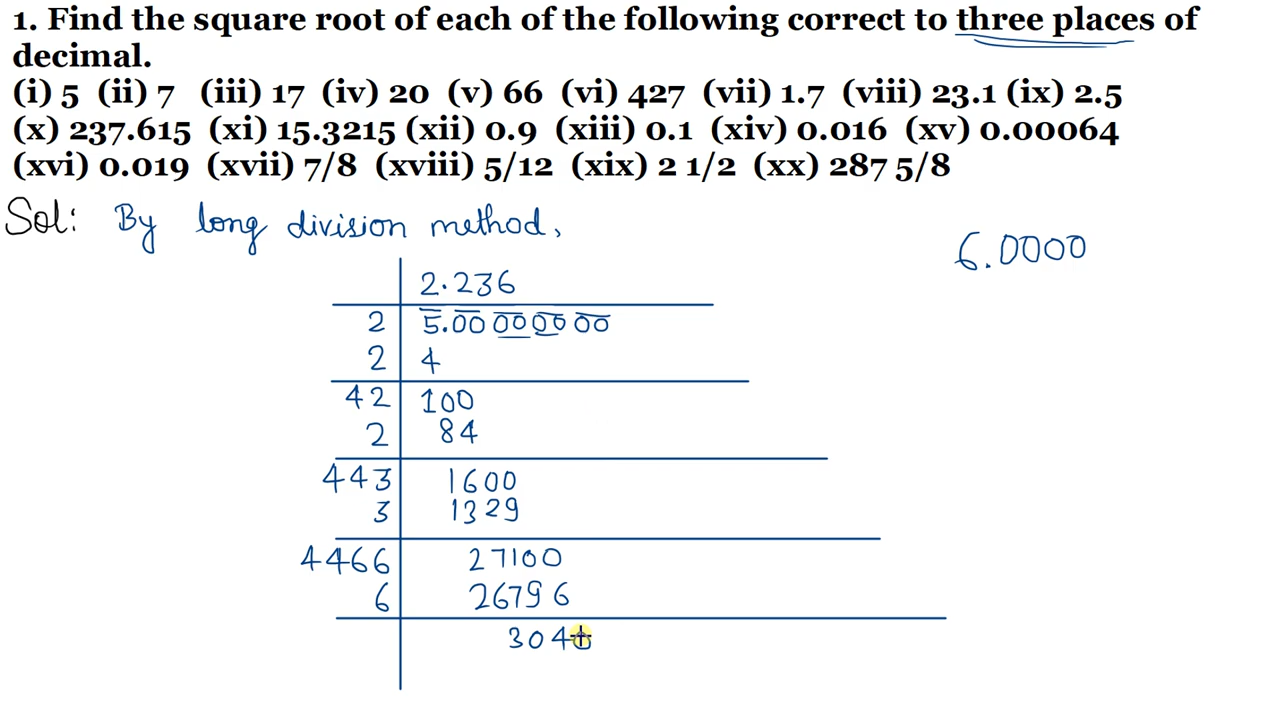 1. Find the square root of each of the following correct to three places of
decimal.
(i) 5 (ii) 7 (iii) 17 (iv) 20 (v) 66 (vi) 427 (vii) 1.7 (viii) 23.1 (ix) 2.5
(x) 237.615 (xi) 15.3215 (xii) 0.9 (xiii) 0.1 (xiv) 0.016 (xv) 0.00064
(xvi) 0.019 (xvii) 7/8 (xviii) 5/12 (xix) 2 1/2 (xx) 287 5/8
Sol: By long division method,
6.0000
2.236
2 5.00 00 00 00
2 4
42 100
2 84
443 1600
3 1329
4466 27100
6 26796
304